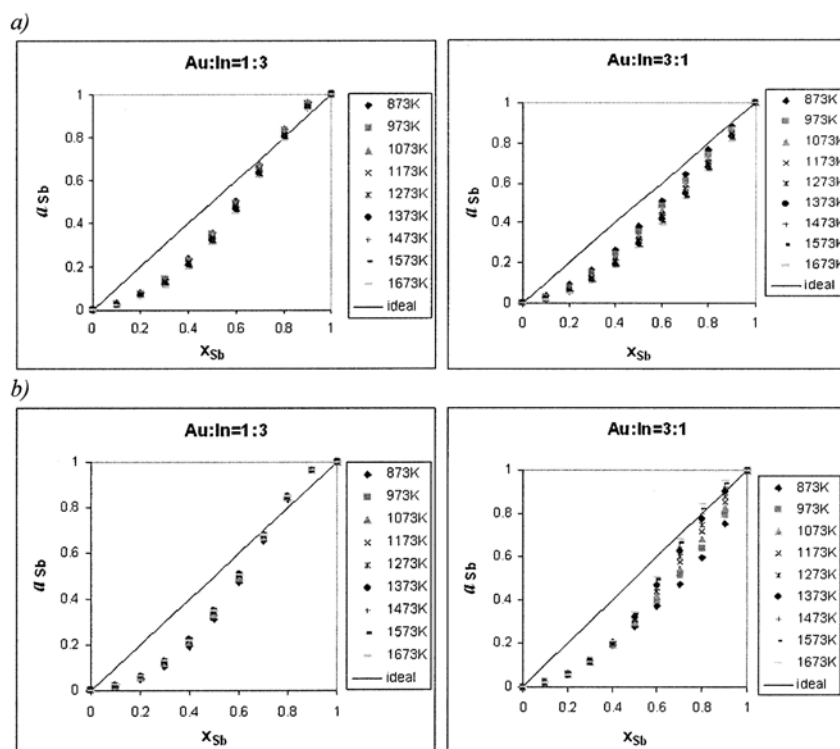 a)
Au:In=1:3
1
0.8
0.6
0.4
0.2
0
a Sb
0 0.2 0.4 0.6 0.8 1
xSb
873K
973K
1073K
1173K
1273K
1373K
1473K
1573K
1673K
ideal
Au:In=3:1
1
0.8
0.6
0.4
0.2
0
a Sb
0 0.2 0.4 0.6 0.8 1
xSb
873K
973K
1073K
1173K
1273K
1373K
1473K
1573K
1673K
ideal
b)
Au:In=1:3
1
0.8
0.6
0.4
0.2
0
a Sb
0 0.2 0.4 0.6 0.8 1
xSb
873K
973K
1073K
1173K
1273K
1373K
1473K
1573K
1673K
ideal
Au:In=3:1
1
0.8
0.6
0.4
0.2
0
a Sb
0 0.2 0.4 0.6 0.8 1
xSb
873K
973K
1073K
1173K
1273K
1373K
1473K
1573K
1673K
ideal